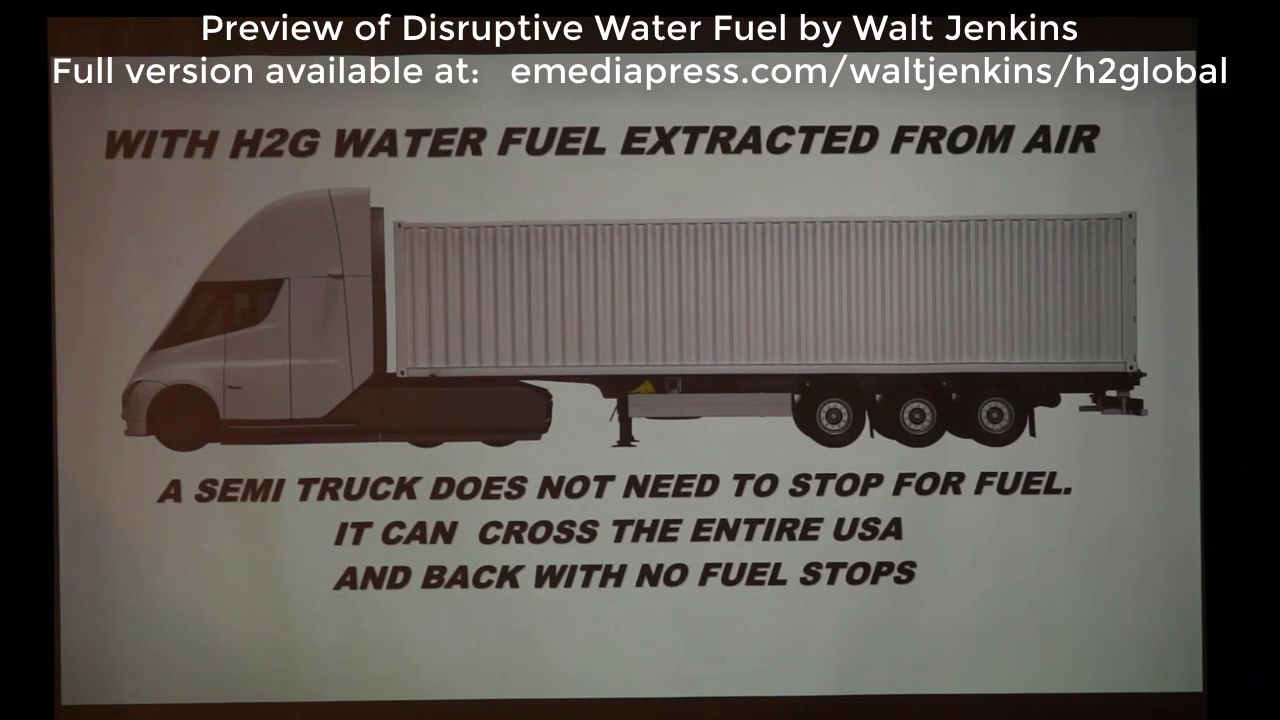 Preview of Disruptive Water Fuel by Walt Jenkins
Full version available at: emediapress.com/waltjenkins/h2global
WITH H2G WATER FUEL EXTRACTED FROM AIR
A SEMI TRUCK DOES NOT NEED TO STOP FOR FUEL.
IT CAN CROSS THE ENTIRE USA
AND BACK WITH NO FUEL STOPS